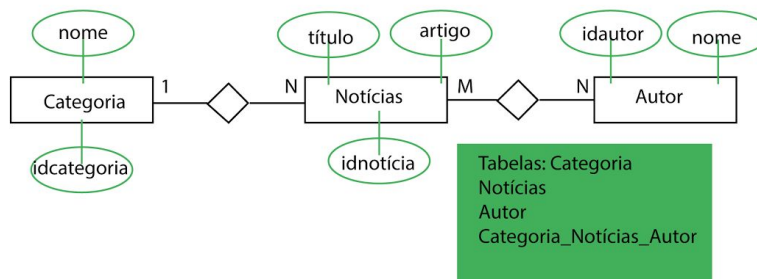 nome
título
artigo
idautor
nome
Categoria
1
N
Notícias
M
N
Autor
idcategoria
idnotícia
Tabelas: Categoria
Notícias
Autor
Categoria_Notícias_Autor